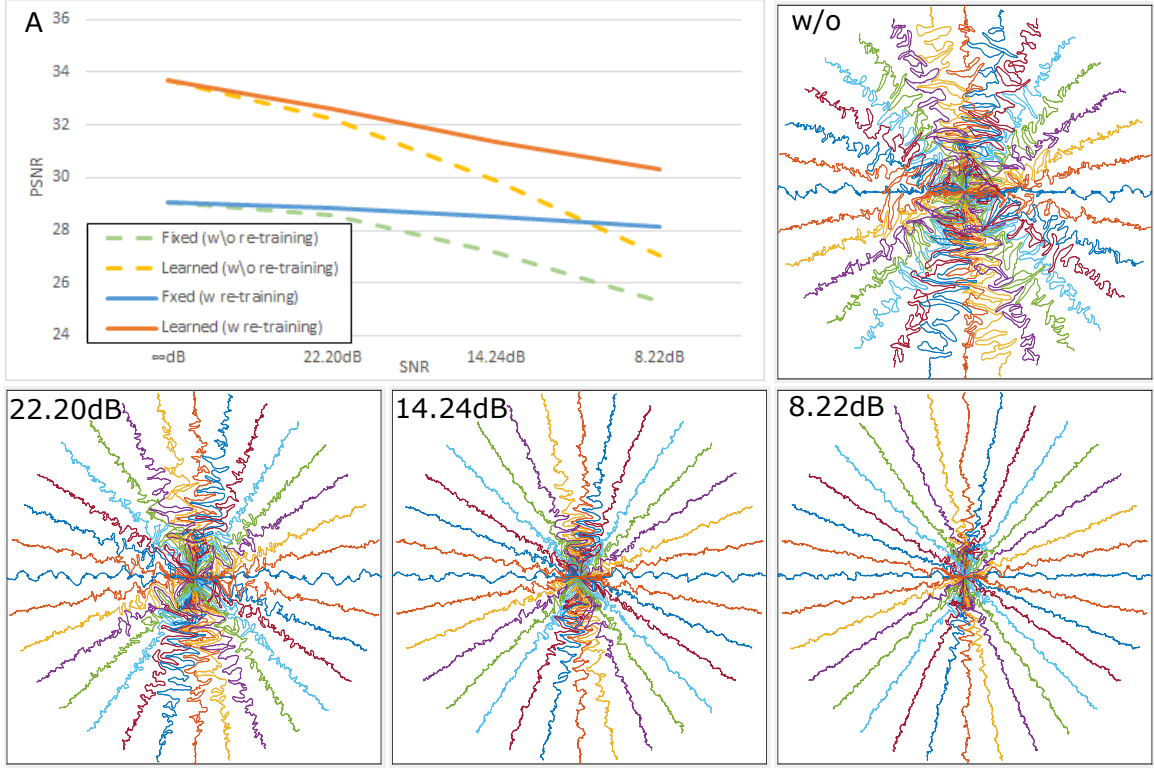 A
36
34
32
30
28
26
24
PSNR
Fixed (w\o re-training)
Learned (w\o re-training)
Fxed (w re-training)
Learned (w re-training)
∞dB 22.20dB 14.24dB 8.22dB
SNR
w/o
22.20dB
14.24dB
8.22dB